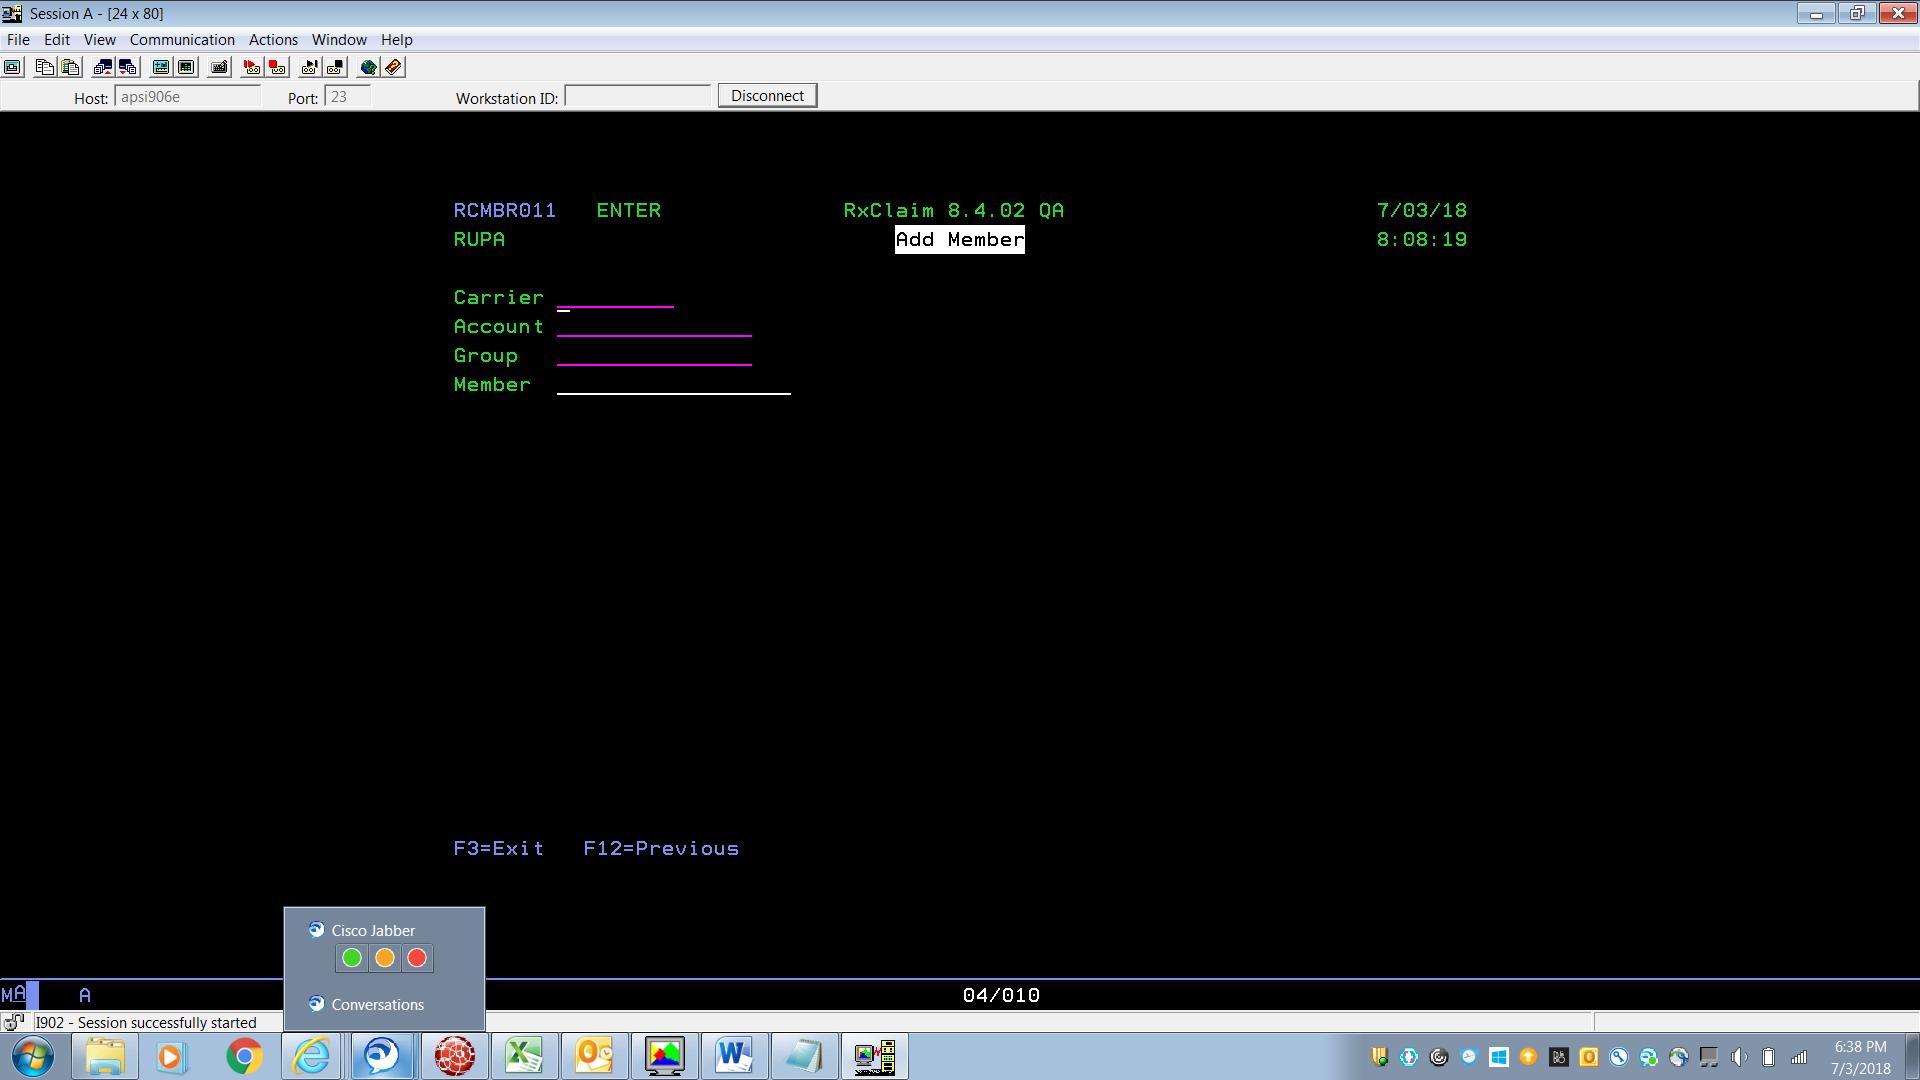 Session A - [24 x 80]
File Edit View Communication Actions Window Help
Host: apsi906e Port: 23 Workstation ID: Disconnect
RCMBR011 ENTER RxClaim 8.4.02 QA 7/03/18
RUPA Add Member 8:08:19
Carrier
Account
Group
Member
F3=Exit F12=Previous
Cisco Jabber
Conversations
MA A 04/010
I902 - Session successfully started
6:38 PM
7/3/2018